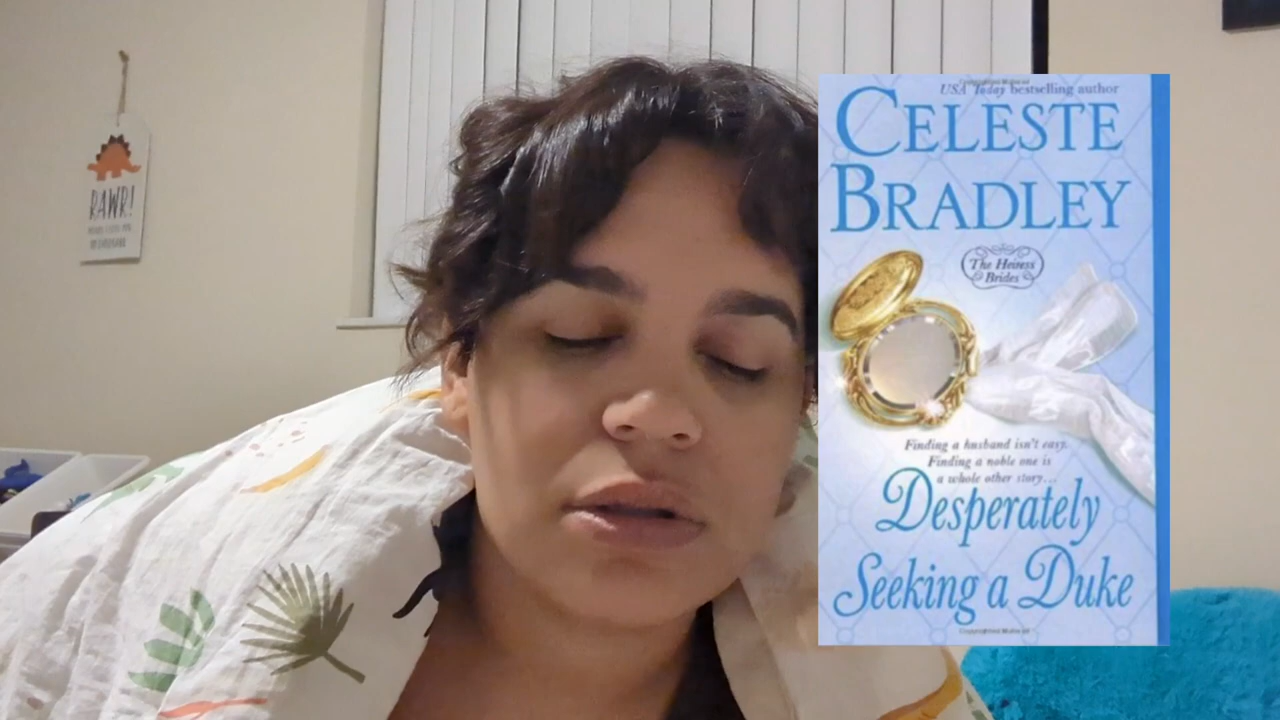 RAWR!
USA Today bestselling author
CELESTE
BRADLEY
The Heiress
Brides
Finding a husband isn't easy.
Finding a noble one is
a whole other story...
Desperately
Seeking a Duke